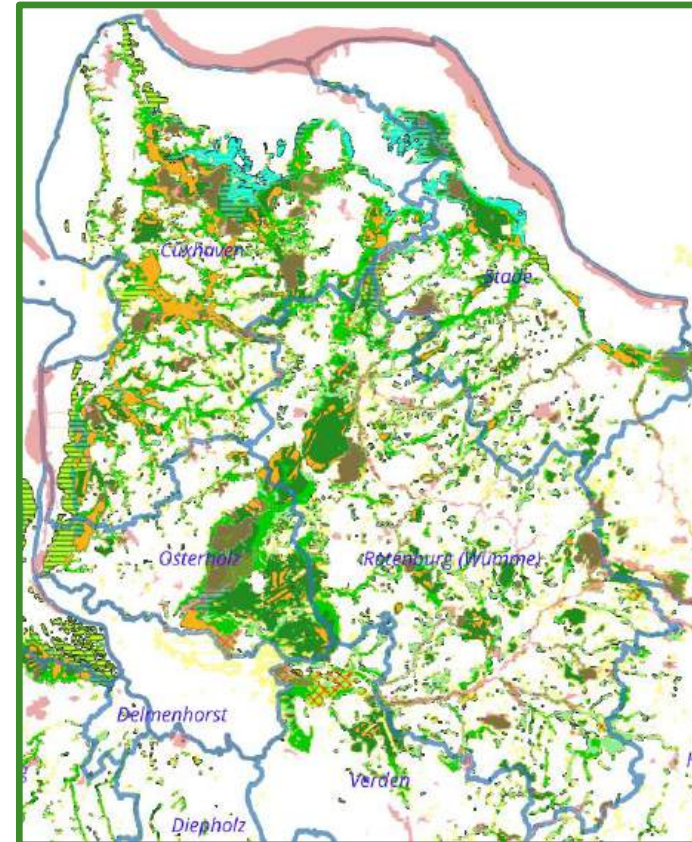 Cuxhaven
Stade
Osterholz
Rotenburg (Wümme)
Delmenhorst
Verden
Diepholz